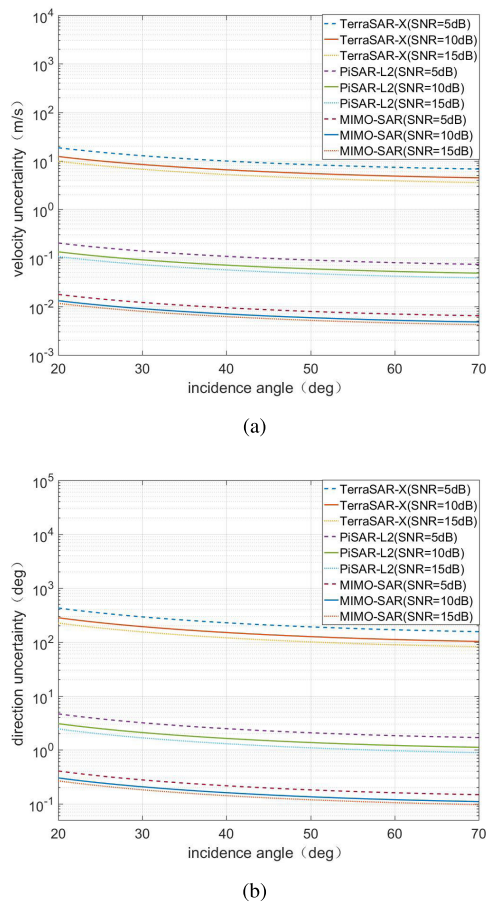 10^4
10^3
10^2
10^1
10^0
10^-1
10^-2
10^-3
velocity uncertainty（m/s）
TerraSAR-X(SNR=5dB)
TerraSAR-X(SNR=10dB)
TerraSAR-X(SNR=15dB)
PiSAR-L2(SNR=5dB)
PiSAR-L2(SNR=10dB)
PiSAR-L2(SNR=15dB)
MIMO-SAR(SNR=5dB)
MIMO-SAR(SNR=10dB)
MIMO-SAR(SNR=15dB)
20 30 40 50 60 70
incidence angle（deg）
(a)
10^5
10^4
10^3
10^2
10^1
10^0
10^-1
direction uncertainty（deg）
TerraSAR-X(SNR=5dB)
TerraSAR-X(SNR=10dB)
TerraSAR-X(SNR=15dB)
PiSAR-L2(SNR=5dB)
PiSAR-L2(SNR=10dB)
PiSAR-L2(SNR=15dB)
MIMO-SAR(SNR=5dB)
MIMO-SAR(SNR=10dB)
MIMO-SAR(SNR=15dB)
20 30 40 50 60 70
incidence angle（deg）
(b)